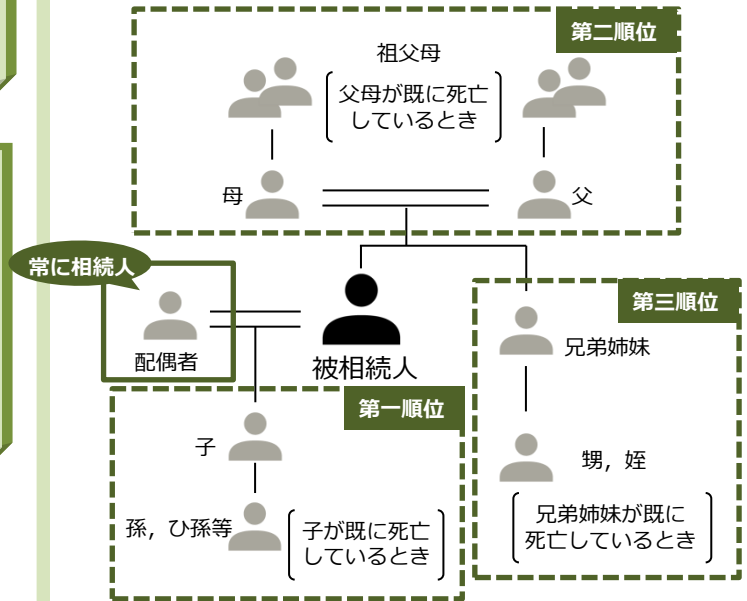 第二順位
祖父母
父母が既に死亡
しているとき
母
父
常に相続人
配偶者
被相続人
第三順位
兄弟姉妹
第一順位
子
甥，姪
孫，ひ孫等
子が既に死亡
しているとき
兄弟姉妹が既に
死亡しているとき